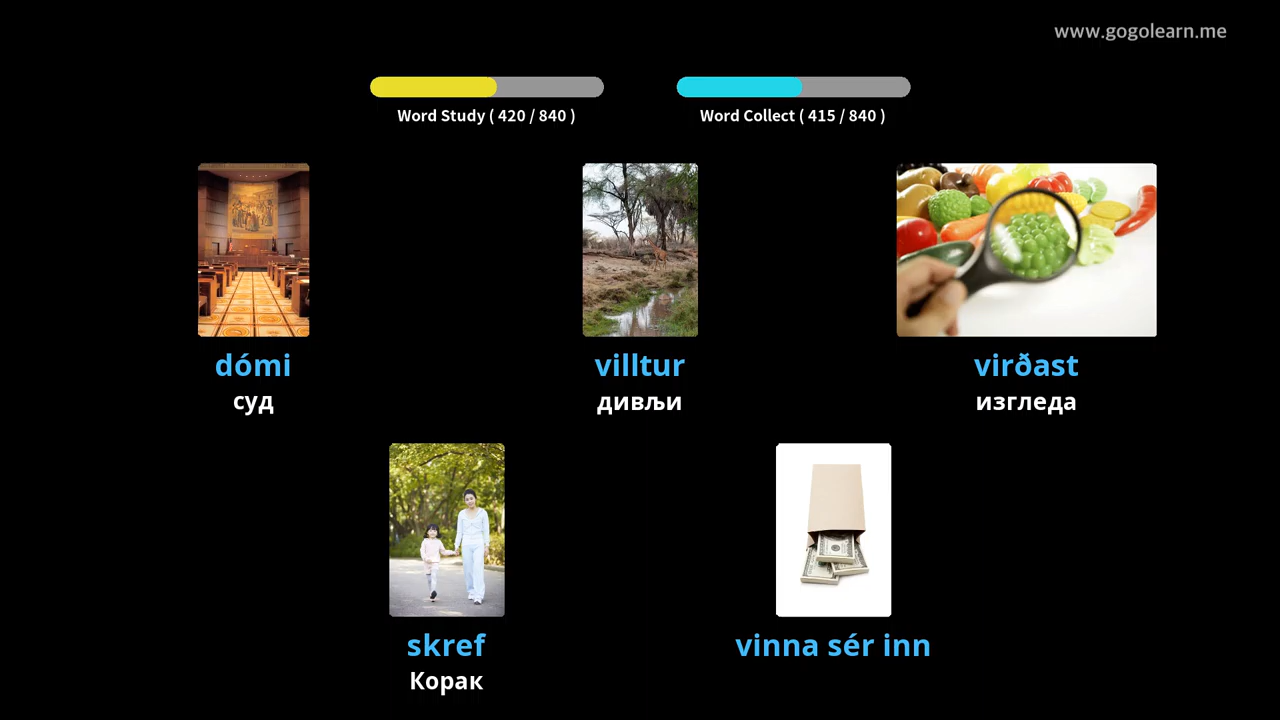 www.gogolearn.me
Word Study ( 420 / 840 )
Word Collect ( 415 / 840 )
dómi
суд
villtur
дивљи
virðast
изгледа
skref
Корак
vinna sér inn